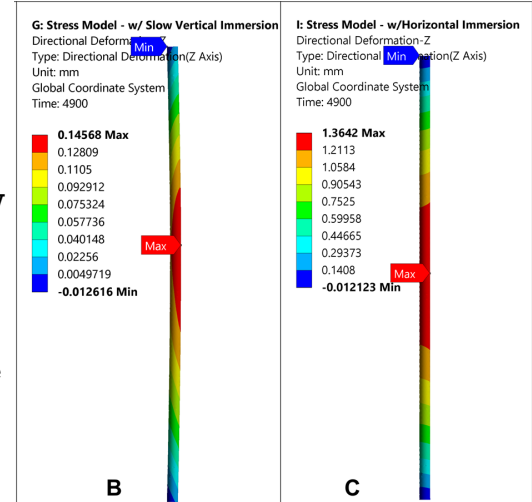 G: Stress Model - w/ Slow Vertical Immersion
Directional Deformation-Z
Type: Directional Deformation(Z Axis)
Unit: mm
Global Coordinate System
Time: 4900
Min
0.14568 Max
0.12809
0.1105
0.092912
0.075324
0.057736
0.040148
0.02256
0.0049719
-0.012616 Min
Max
B
I: Stress Model - w/Horizontal Immersion
Directional Deformation-Z
Type: Directional Deformation(Z Axis)
Unit: mm
Global Coordinate System
Time: 4900
Min
1.3642 Max
1.2113
1.0584
0.90543
0.7525
0.59958
0.44665
0.29373
0.1408
-0.012123 Min
Max
C